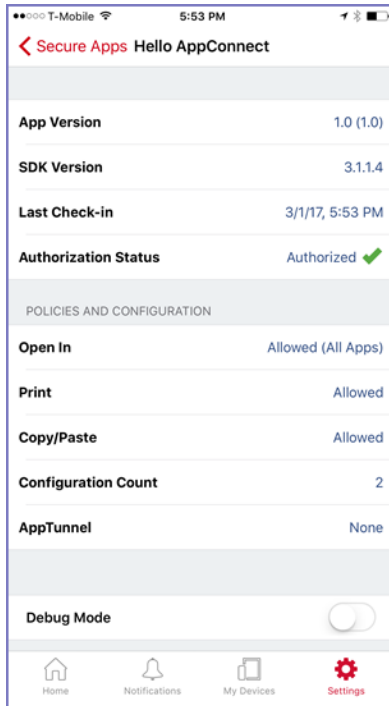 T-Mobile 5:53 PM
Secure Apps Hello AppConnect
App Version 1.0 (1.0)
SDK Version 3.1.1.4
Last Check-in 3/1/17, 5:53 PM
Authorization Status Authorized
POLICIES AND CONFIGURATION
Open In Allowed (All Apps)
Print Allowed
Copy/Paste Allowed
Configuration Count 2
AppTunnel None
Debug Mode
Home Notifications My Devices Settings